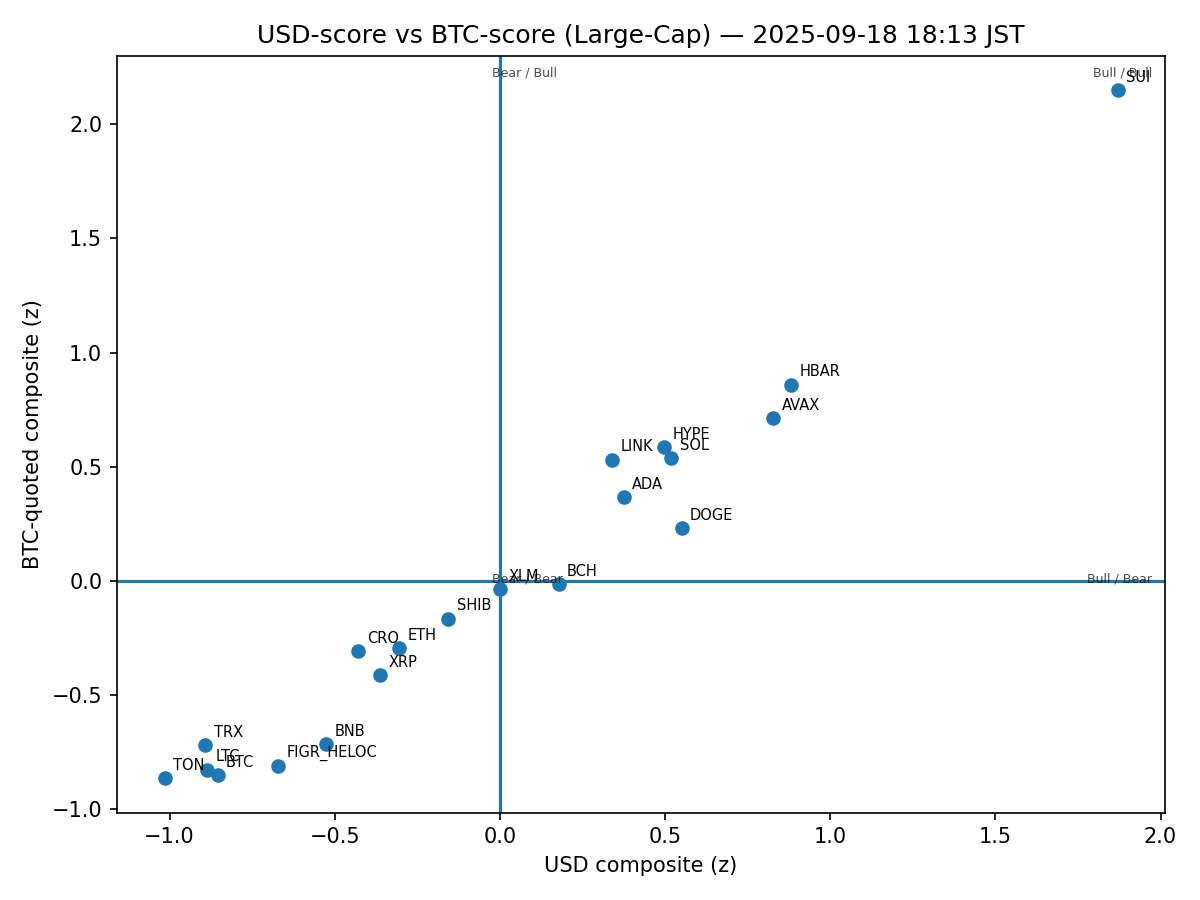 USD-score vs BTC-score (Large-Cap) — 2025-09-18 18:13 JST
Bear / Bull
Bull / Bull
SUI
2.0
1.5
1.0
0.5
0.0
−0.5
−1.0
BTC-quoted composite (z)
HBAR
AVAX
HYPE
LINK
SOL
ADA
DOGE
BCH
XLM
Bear / Bear
Bull / Bear
SHIB
ETH
CRO
XRP
BNB
TRX
FIGR_HELOC
LTC
BTC
TON
−1.0
−0.5
0.0
0.5
1.0
1.5
2.0
USD composite (z)